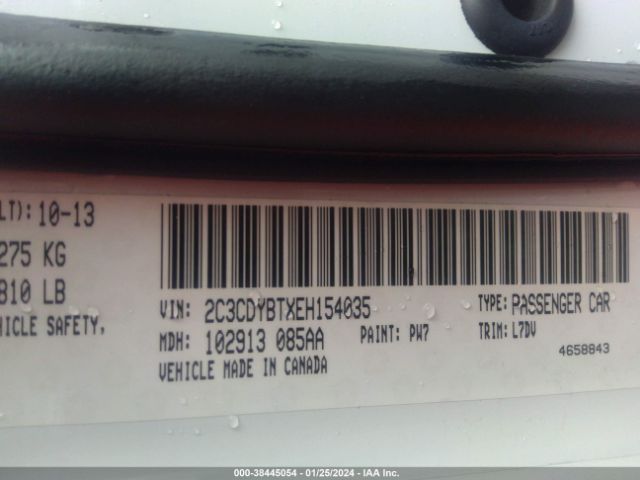 LT): 10-13
275 KG
810 LB
HICLE SAFETY,
VIN: 2C3CDYBTXEH154035
TYPE: PASSENGER CAR
MDH: 102913 085AA
PAINT: PW7
TRIM: L7DV
VEHICLE MADE IN CANADA
4658843
000-38445054 - 01/25/2024 - IAA Inc.